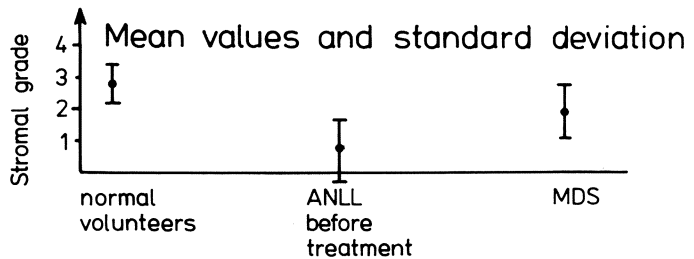 Mean values and standard deviation
Stromal grade
4
3
2
1
normal
volunteers
ANLL
before
treatment
MDS